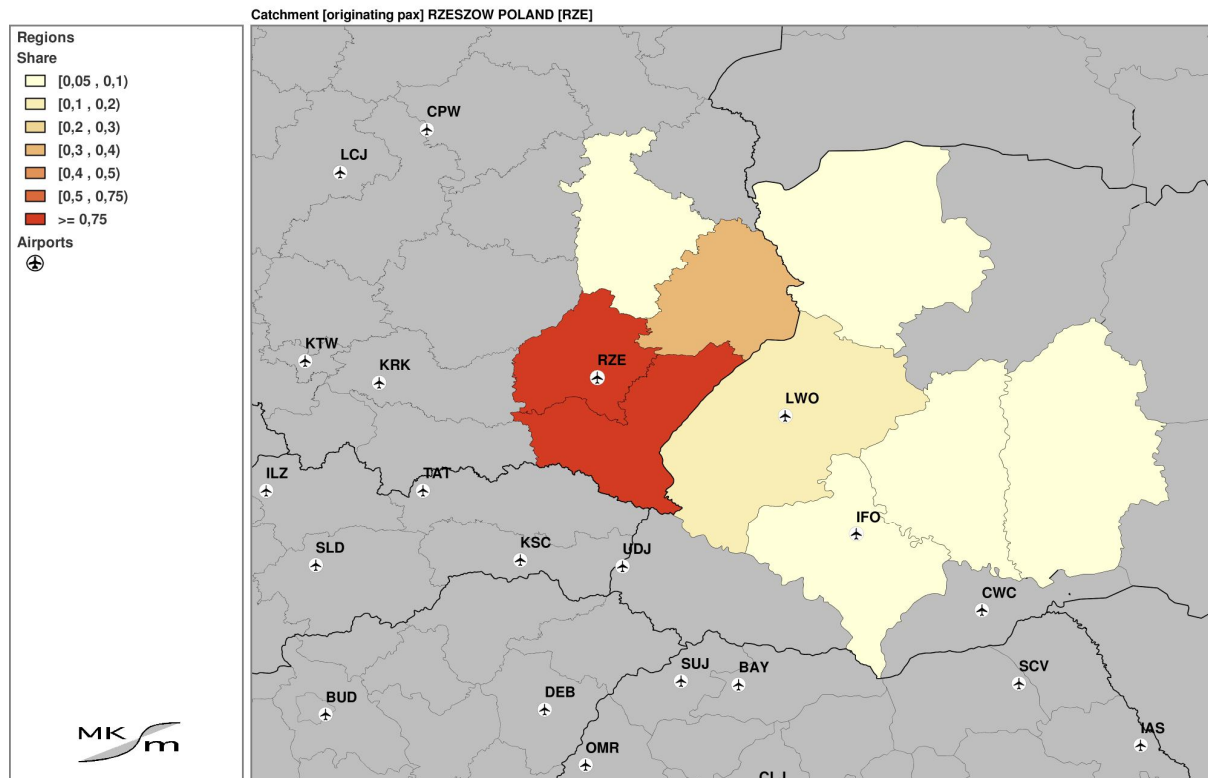 Catchment [originating pax] RZESZOW POLAND [RZE]
Regions
Share
[0,05 , 0,1)
[0,1 , 0,2)
[0,2 , 0,3)
[0,3 , 0,4)
[0,4 , 0,5)
[0,5 , 0,75)
>= 0,75
Airports
MK m
CPW
LCJ
KTW
KRK
RZE
LWO
ILZ
TAT
IFO
SLD
KSC
UDJ
CWC
SUJ
BAY
SCV
BUD
DEB
IAS
OMR
CLJ